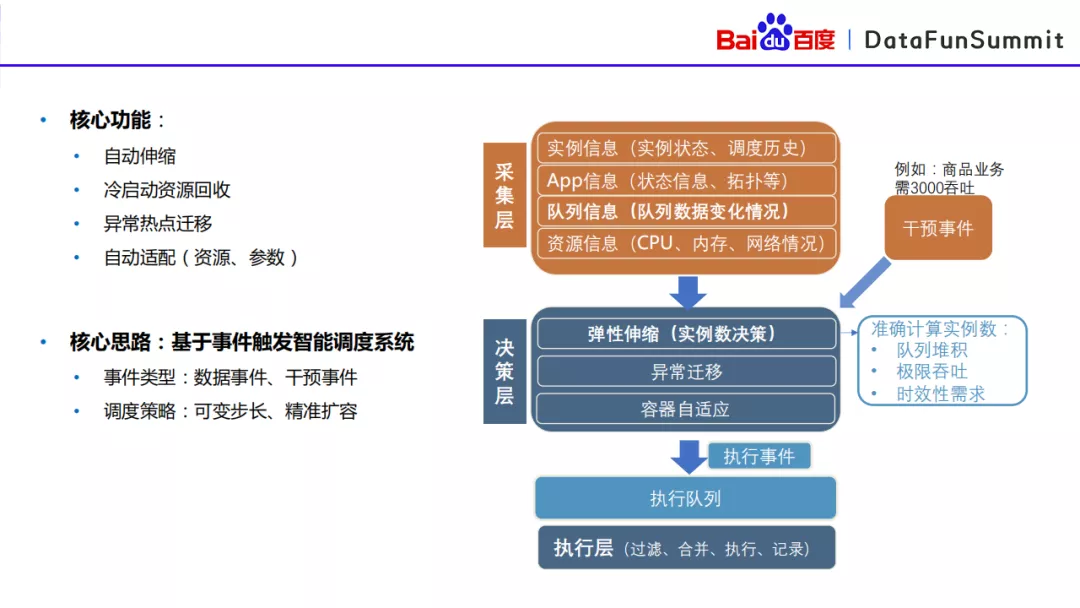 Baidu百度 | DataFunSummit
• 核心功能：
• 自动伸缩
• 冷启动资源回收
• 异常热点迁移
• 自动适配（资源、参数）
• 核心思路：基于事件触发智能调度系统
• 事件类型：数据事件、干预事件
• 调度策略：可变步长、精准扩容
采集层
实例信息（实例状态、调度历史）
App信息（状态信息、拓扑等）
队列信息（队列数据变化情况）
资源信息（CPU、内存、网络情况）
例如：商品业务
需3000吞吐
干预事件
决策层
弹性伸缩（实例数决策）
异常迁移
容器自适应
准确计算实例数：
• 队列堆积
• 极限吞吐
• 时效性需求
执行事件
执行队列
执行层（过滤、合并、执行、记录）